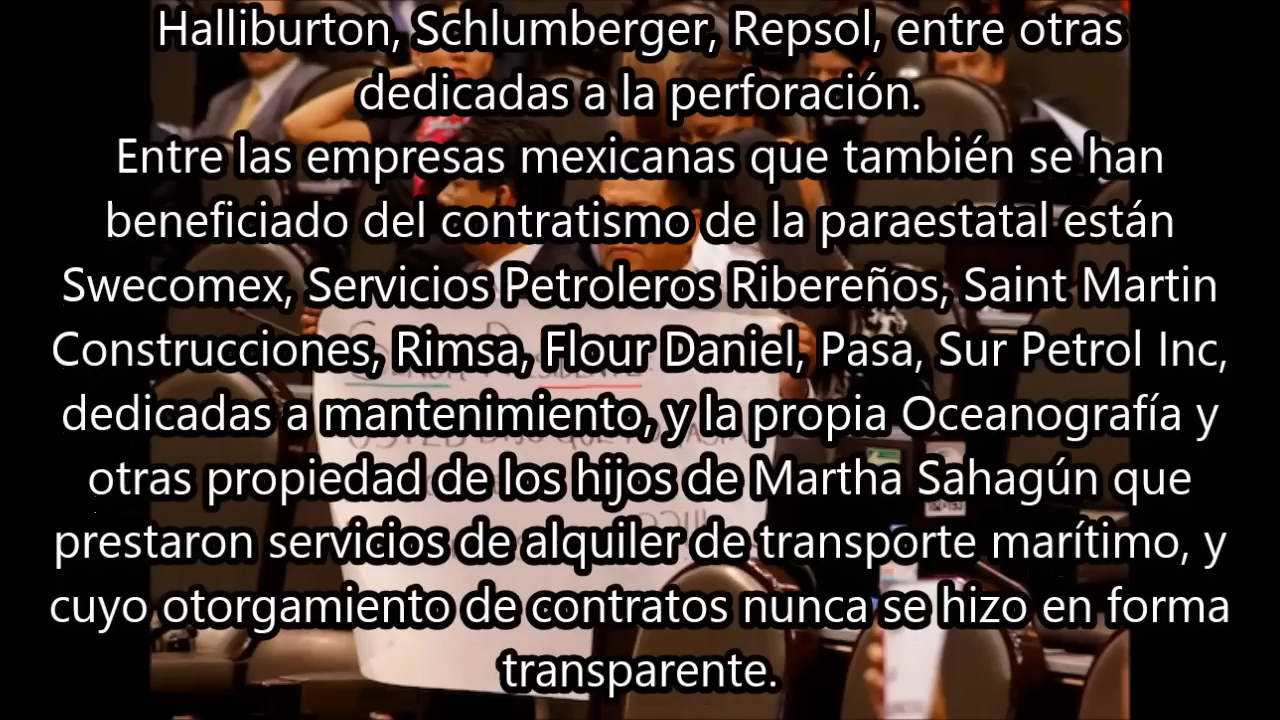 Halliburton, Schlumberger, Repsol, entre otras
dedicadas a la perforación.
Entre las empresas mexicanas que también se han
beneficiado del contratismo de la paraestatal están
Swecomex, Servicios Petroleros Ribereños, Saint Martin
Construcciones, Rimsa, Flour Daniel, Pasa, Sur Petrol Inc,
dedicadas a mantenimiento, y la propia Oceanografía y
otras propiedad de los hijos de Martha Sahagún que
prestaron servicios de alquiler de transporte marítimo, y
cuyo otorgamiento de contratos nunca se hizo en forma
transparente.